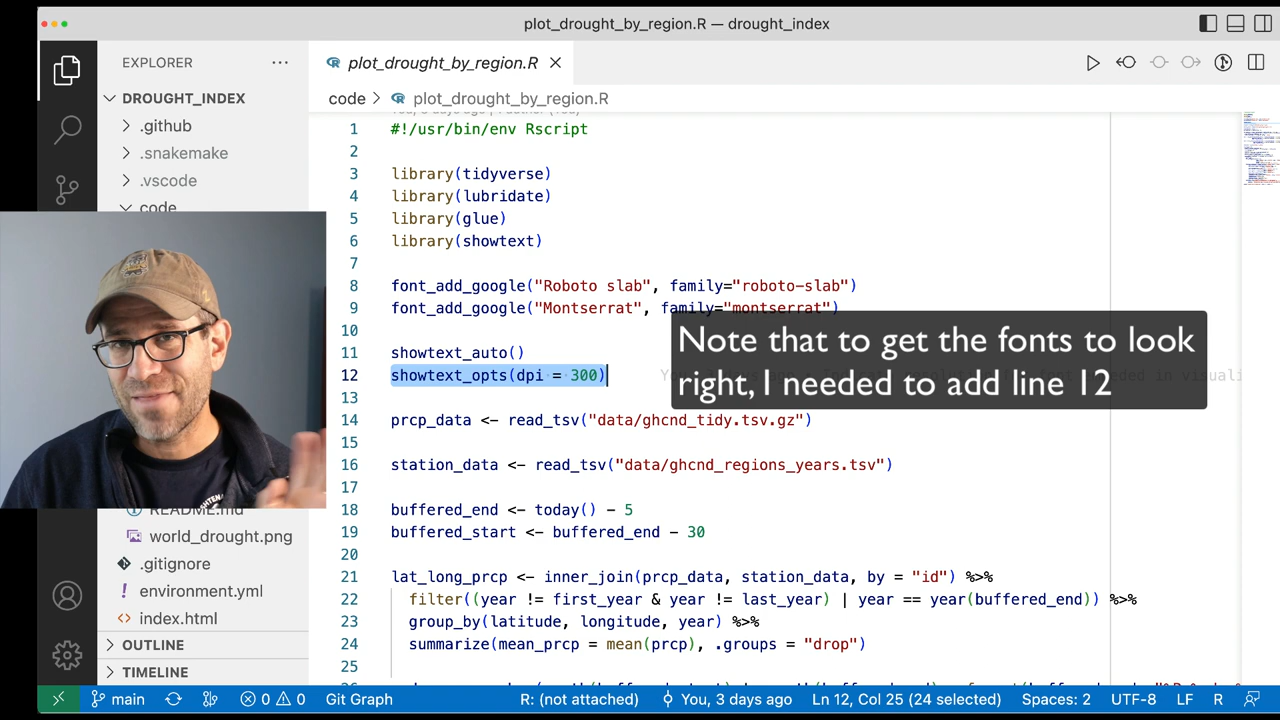 plot_drought_by_region.R — drought_index
EXPLORER
plot_drought_by_region.R
DROUGHT_INDEX
code > plot_drought_by_region.R
.github
.snakemake
.vscode
code
README.md
world_drought.png
.gitignore
environment.yml
index.html
OUTLINE
TIMELINE
1 #!/usr/bin/env Rscript
2
3 library(tidyverse)
4 library(lubridate)
5 library(glue)
6 library(showtext)
7
8 font_add_google("Roboto slab", family="roboto-slab")
9 font_add_google("Montserrat", family="montserrat")
10
11 showtext_auto()
12 showtext_opts(dpi = 300)
13
14 prcp_data <- read_tsv("data/ghcnd_tidy.tsv.gz")
15
16 station_data <- read_tsv("data/ghcnd_regions_years.tsv")
17
18 buffered_end <- today() - 5
19 buffered_start <- buffered_end - 30
20
21 lat_long_prcp <- inner_join(prcp_data, station_data, by = "id") %>%
22 filter((year != first_year & year != last_year) | year == year(buffered_end)) %>%
23 group_by(latitude, longitude, year) %>%
24 summarize(mean_prcp = mean(prcp), .groups = "drop")
25
Note that to get the fonts to look
right, I needed to add line 12
main
0 0
Git Graph
R: (not attached)
You, 3 days ago
Ln 12, Col 25 (24 selected)
Spaces: 2
UTF-8
LF
R